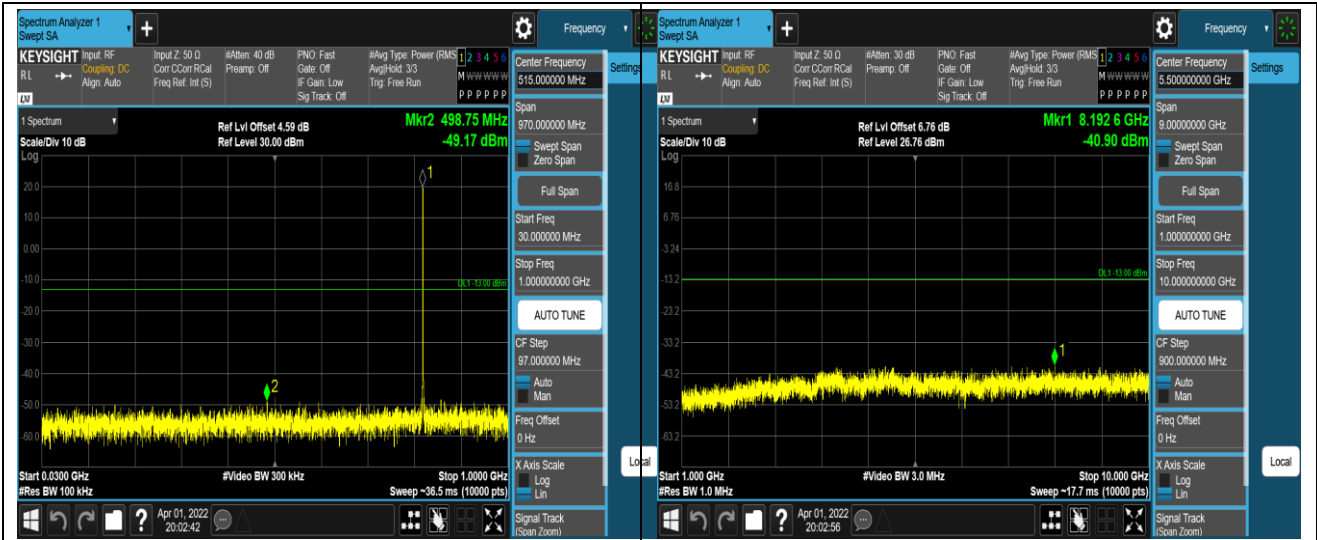 Spectrum Analyzer 1
Swept SA
+
Frequency
KEYSIGHT Input: RF Input Z: 50 Ω #Atten: 40 dB PNO: Fast #Avg Type: Power (RMS 1 2 3 4 5 6
RL Coupling: DC Corr CCorr RCal Preamp: Off Gate: Off Avg|Hold: 3/3 M W W W W W
Align: Auto Freq Ref: Int (S) IF Gain: Low Trig: Free Run
LXI Sig Track: Off P P P P P P
Center Frequency
515.000000 MHz
Settings
1 Spectrum
Scale/Div 10 dB
Log
Ref Lvl Offset 4.59 dB
Ref Level 30.00 dBm
Mkr2 498.75 MHz
-49.17 dBm
1
20.0
10.0
0.00
-10.0
DL1 -13.00 dBm
-20.0
-30.0
-40.0
2
-50.0
-60.0
Start 0.0300 GHz #Video BW 300 kHz Stop 1.0000 GHz
#Res BW 100 kHz Sweep ~36.5 ms (10000 pts)
Span
970.000000 MHz
Swept Span
Zero Span
Full Span
Start Freq
30.000000 MHz
Stop Freq
1.000000000 GHz
AUTO TUNE
CF Step
97.000000 MHz
Auto
Man
Freq Offset
0 Hz
X Axis Scale
Log
Lin
Signal Track
(Span Zoom)
Local
?
Apr 01, 2022
20:02:42
Spectrum Analyzer 1
Swept SA
+
Frequency
KEYSIGHT Input: RF Input Z: 50 Ω #Atten: 30 dB PNO: Fast #Avg Type: Power (RMS 1 2 3 4 5 6
RL Coupling: DC Corr CCorr RCal Preamp: Off Gate: Off Avg|Hold: 3/3 M W W W W W
Align: Auto Freq Ref: Int (S) IF Gain: Low Trig: Free Run
LXI Sig Track: Off P P P P P P
Center Frequency
5.500000000 GHz
Settings
1 Spectrum
Scale/Div 10 dB
Log
Ref Lvl Offset 6.76 dB
Ref Level 26.76 dBm
Mkr1 8.192 6 GHz
-40.90 dBm
16.8
6.76
-3.24
-13.2
DL1 -13.00 dBm
-23.2
-33.2
1
-43.2
-53.2
-63.2
Start 1.000 GHz #Video BW 3.0 MHz Stop 10.000 GHz
#Res BW 1.0 MHz Sweep ~17.7 ms (10000 pts)
Span
9.00000000 GHz
Swept Span
Zero Span
Full Span
Start Freq
1.000000000 GHz
Stop Freq
10.000000000 GHz
AUTO TUNE
CF Step
900.000000 MHz
Auto
Man
Freq Offset
0 Hz
X Axis Scale
Log
Lin
Signal Track
(Span Zoom)
Local
?
Apr 01, 2022
20:02:56